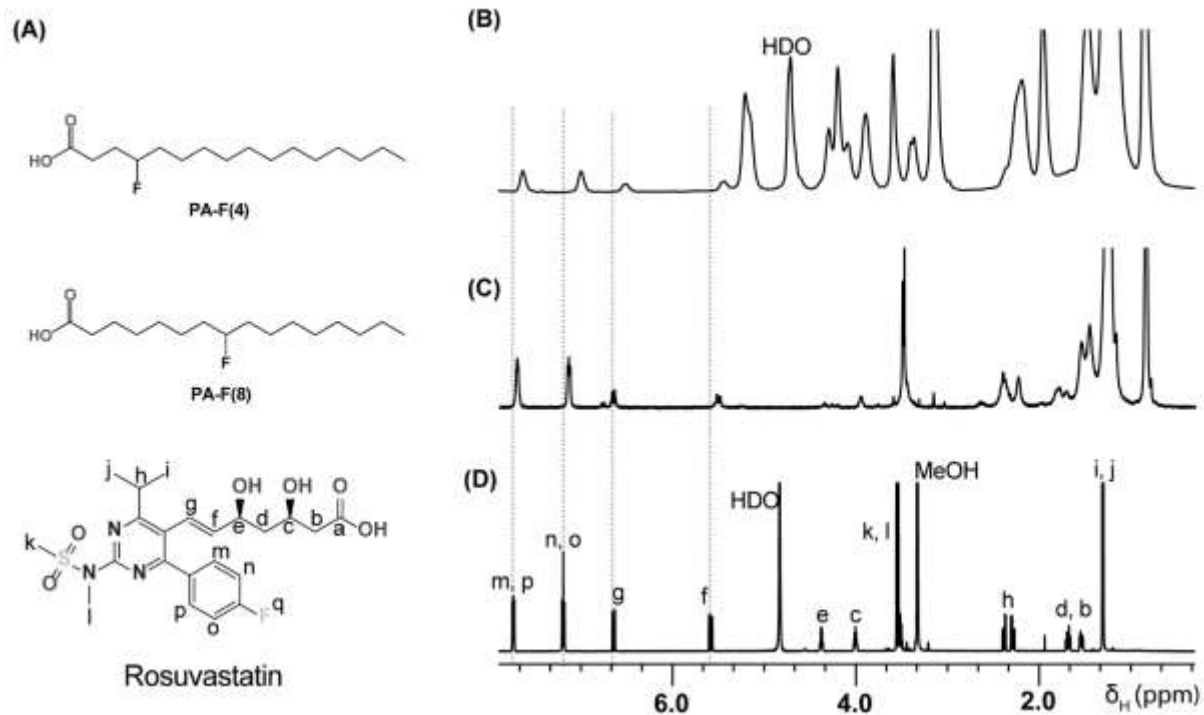 (A)
O
HO
F
PA-F(4)
O
HO
F
PA-F(8)
j
h
i
OH
OH
O
g
f
e
d
c
b
a
OH
N
k
O
S
O
N
N
l
m
n
p
o
q
F
Rosuvastatin
(B)
HDO
(C)
(D)
HDO
MeOH
i, j
k, l
n, o
m, p
g
f
e
c
h
d, b
6.0 4.0 2.0 δH (ppm)